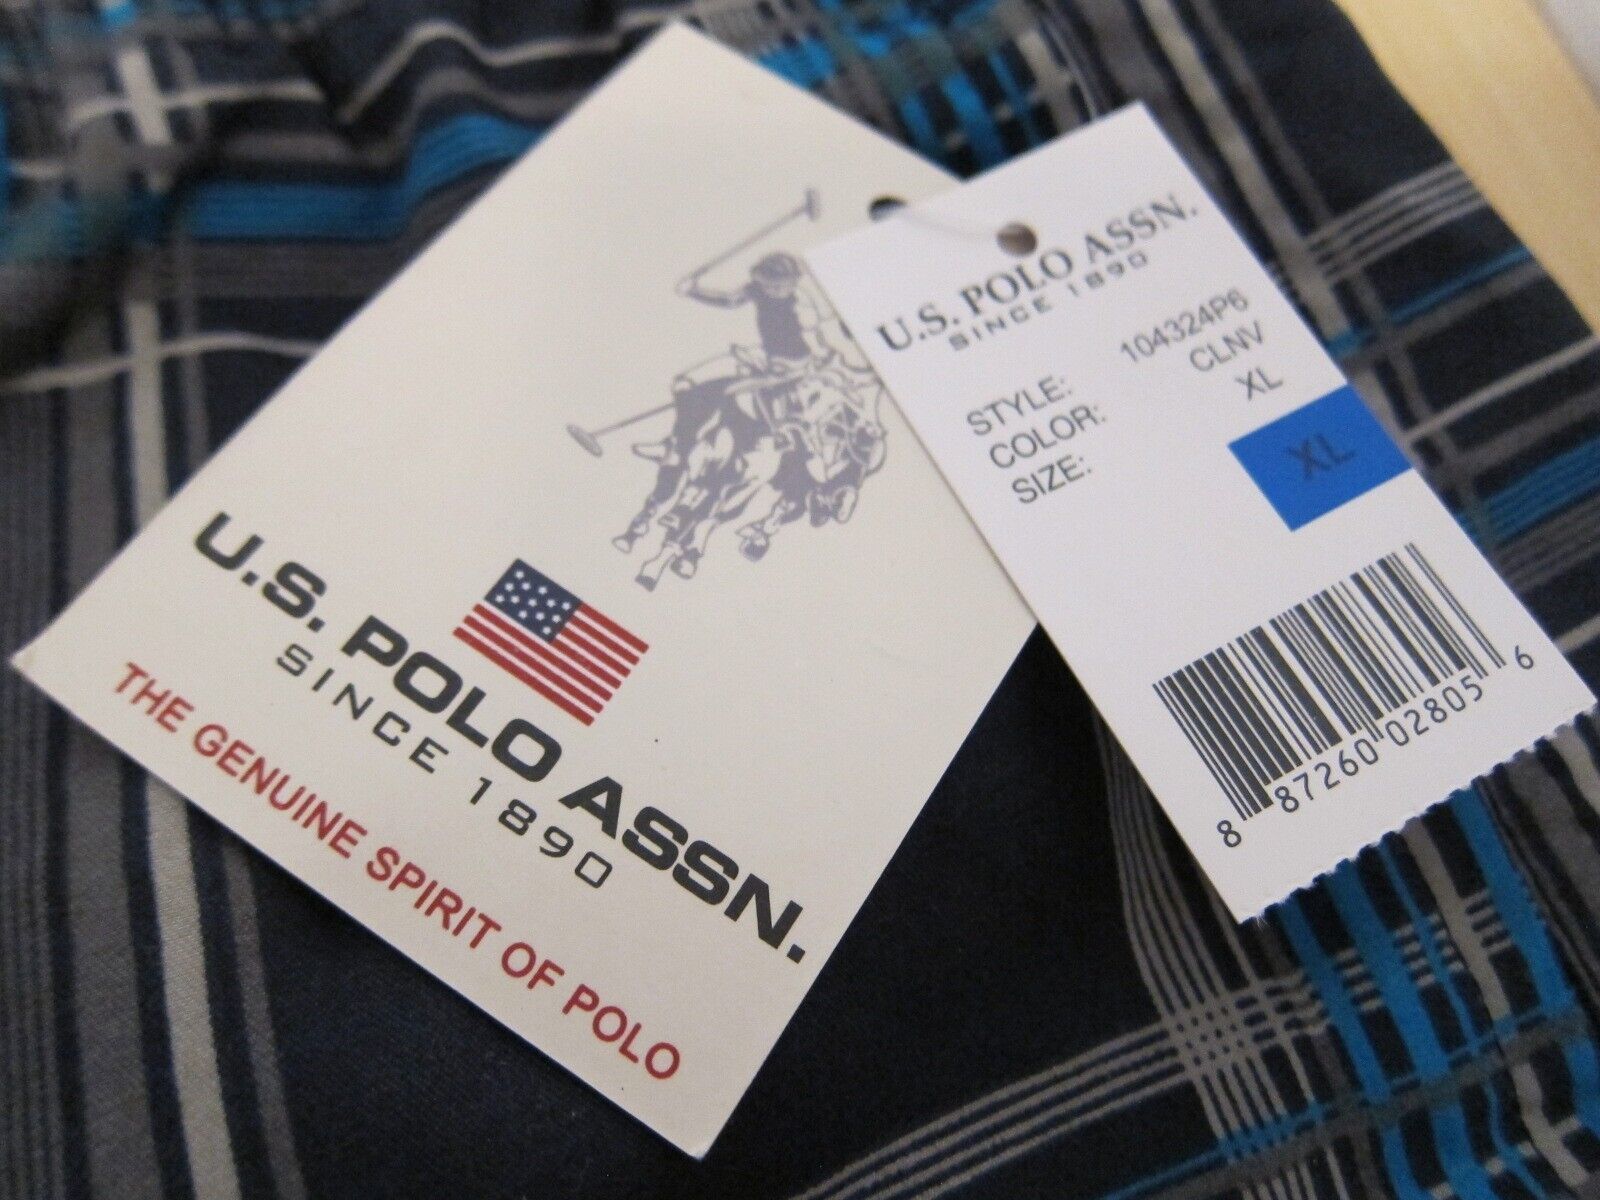 U.S. POLO ASSN.
SINCE 1890
THE GENUINE SPIRIT OF POLO
U.S. POLO ASSN.
SINCE 1890
STYLE: 104324P6
COLOR: CLNV
SIZE: XL
XL
8 87260 02805 6